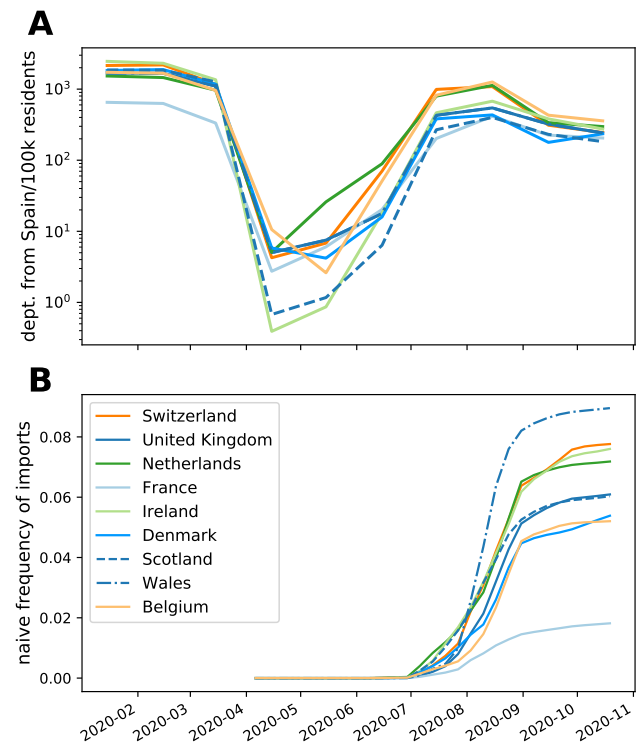 A
dept. from Spain/100k residents
10³
10²
10¹
10⁰
B
naive frequency of imports
0.08
0.06
0.04
0.02
0.00
Switzerland
United Kingdom
Netherlands
France
Ireland
Denmark
Scotland
Wales
Belgium
2020-02
2020-03
2020-04
2020-05
2020-06
2020-07
2020-08
2020-09
2020-10
2020-11